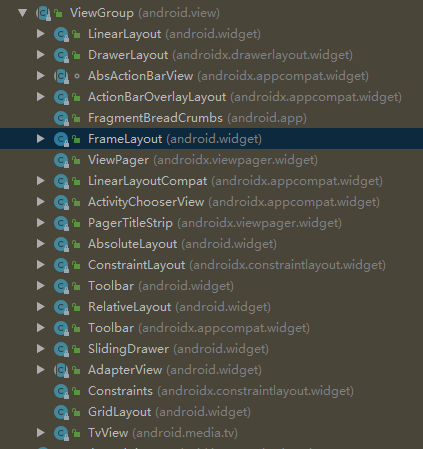 ViewGroup (android.view)
LinearLayout (android.widget)
DrawerLayout (androidx.drawerlayout.widget)
AbsActionBarView (androidx.appcompat.widget)
ActionBarOverlayLayout (androidx.appcompat.widget)
FragmentBreadCrumbs (android.app)
FrameLayout (android.widget)
ViewPager (androidx.viewpager.widget)
LinearLayoutCompat (androidx.appcompat.widget)
ActivityChooserView (androidx.appcompat.widget)
PagerTitleStrip (androidx.viewpager.widget)
AbsoluteLayout (android.widget)
ConstraintLayout (androidx.constraintlayout.widget)
Toolbar (android.widget)
RelativeLayout (android.widget)
Toolbar (androidx.appcompat.widget)
SlidingDrawer (android.widget)
AdapterView (android.widget)
Constraints (androidx.constraintlayout.widget)
GridLayout (android.widget)
TvView (android.media.tv)